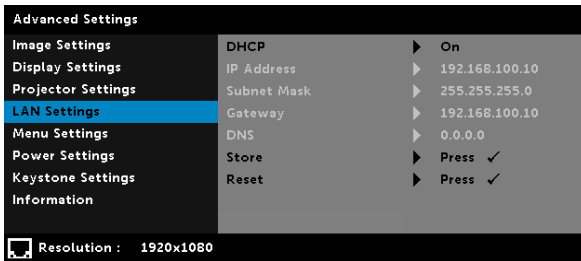 Advanced Settings
Image Settings
Display Settings
Projector Settings
LAN Settings
Menu Settings
Power Settings
Keystone Settings
Information
DHCP On
IP Address 192.168.100.10
Subnet Mask 255.255.255.0
Gateway 192.168.100.10
DNS 0.0.0.0
Store Press ✓
Reset Press ✓
Resolution : 1920x1080